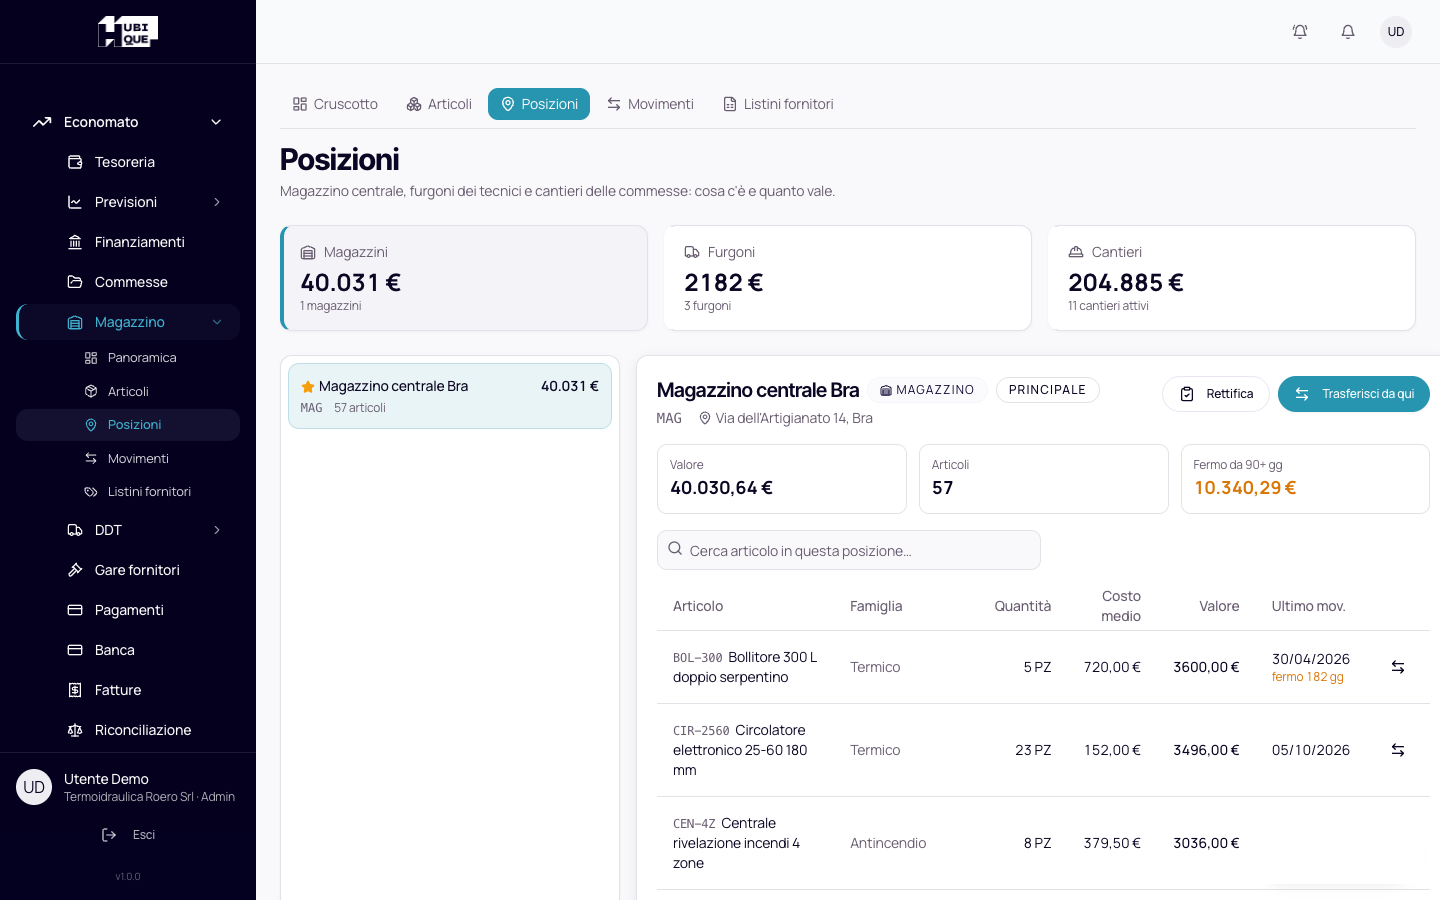 UBI
QUE
UD
Economato
Tesoreria
Previsioni
Finanziamenti
Commesse
Magazzino
Panoramica
Articoli
Posizioni
Movimenti
Listini fornitori
DDT
Gare fornitori
Pagamenti
Banca
Fatture
Riconciliazione
UD
Utente Demo
Termoidraulica Roero Srl · Admin
Esci
v1.0.0
Cruscotto
Articoli
Posizioni
Movimenti
Listini fornitori
Posizioni
Magazzino centrale, furgoni dei tecnici e cantieri delle commesse: cosa c'è e quanto vale.
Magazzini
40.031 €
1 magazzini
Furgoni
2182 €
3 furgoni
Cantieri
204.885 €
11 cantieri attivi
Magazzino centrale Bra 40.031 €
MAG 57 articoli
Magazzino centrale Bra MAGAZZINO PRINCIPALE
MAG Via dell'Artigianato 14, Bra
Rettifica
Trasferisci da qui
Valore
40.030,64 €
Articoli
57
Fermo da 90+ gg
10.340,29 €
Cerca articolo in questa posizione...
Articolo Famiglia Quantità Costo medio Valore Ultimo mov.
BOL-300 Bollitore 300 L
doppio serpentino
Termico 5 PZ 720,00 € 3600,00 € 30/04/2026
fermo 182 gg
CIR-2560 Circolatore
elettronico 25-60 180
mm
Termico 23 PZ 152,00 € 3496,00 € 05/10/2026
CEN-4Z Centrale
rivelazione incendi 4
zone
Antincendio 8 PZ 379,50 € 3036,00 €